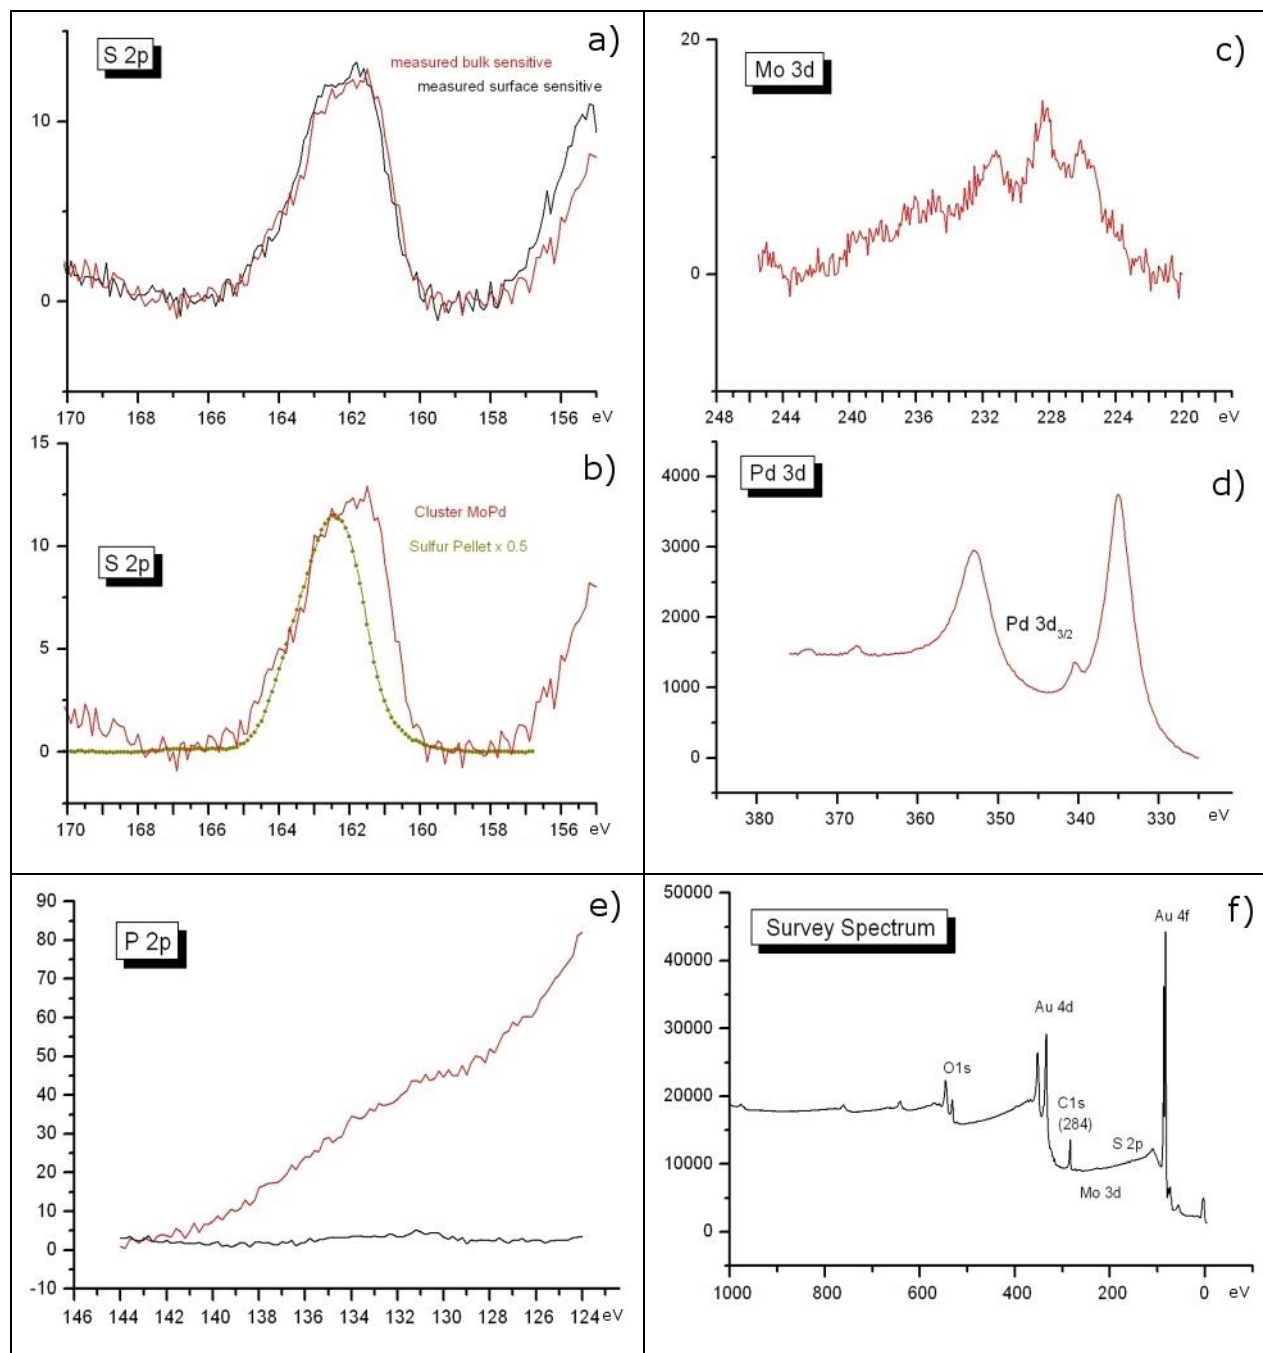 a)
S 2p
measured bulk sensitive
measured surface sensitive
10
0
170 168 166 164 162 160 158 156 eV
c)
Mo 3d
20
10
0
248 244 240 236 232 228 224 220 eV
b)
S 2p
Cluster MoPd
Sulfur Pellet x 0.5
15
10
5
0
170 168 166 164 162 160 158 156 eV
d)
Pd 3d
Pd 3d3/2
4000
3000
2000
1000
0
380 370 360 350 340 330 eV
e)
P 2p
90
80
70
60
50
40
30
20
10
0
-10
146 144 142 140 138 136 134 132 130 128 126 124 eV
f)
Survey Spectrum
Au 4f
Au 4d
O1s
C1s
(284)
S 2p
Mo 3d
50000
40000
30000
20000
10000
0
1000 800 600 400 200 0 eV